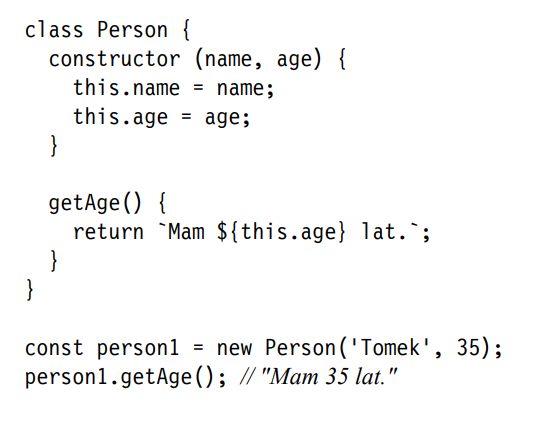 class Person {
  constructor (name, age) {
    this.name = name;
    this.age = age;
  }

  getAge() {
    return `Mam ${this.age} lat.`;
  }
}

const person1 = new Person('Tomek', 35);
person1.getAge(); // "Mam 35 lat."